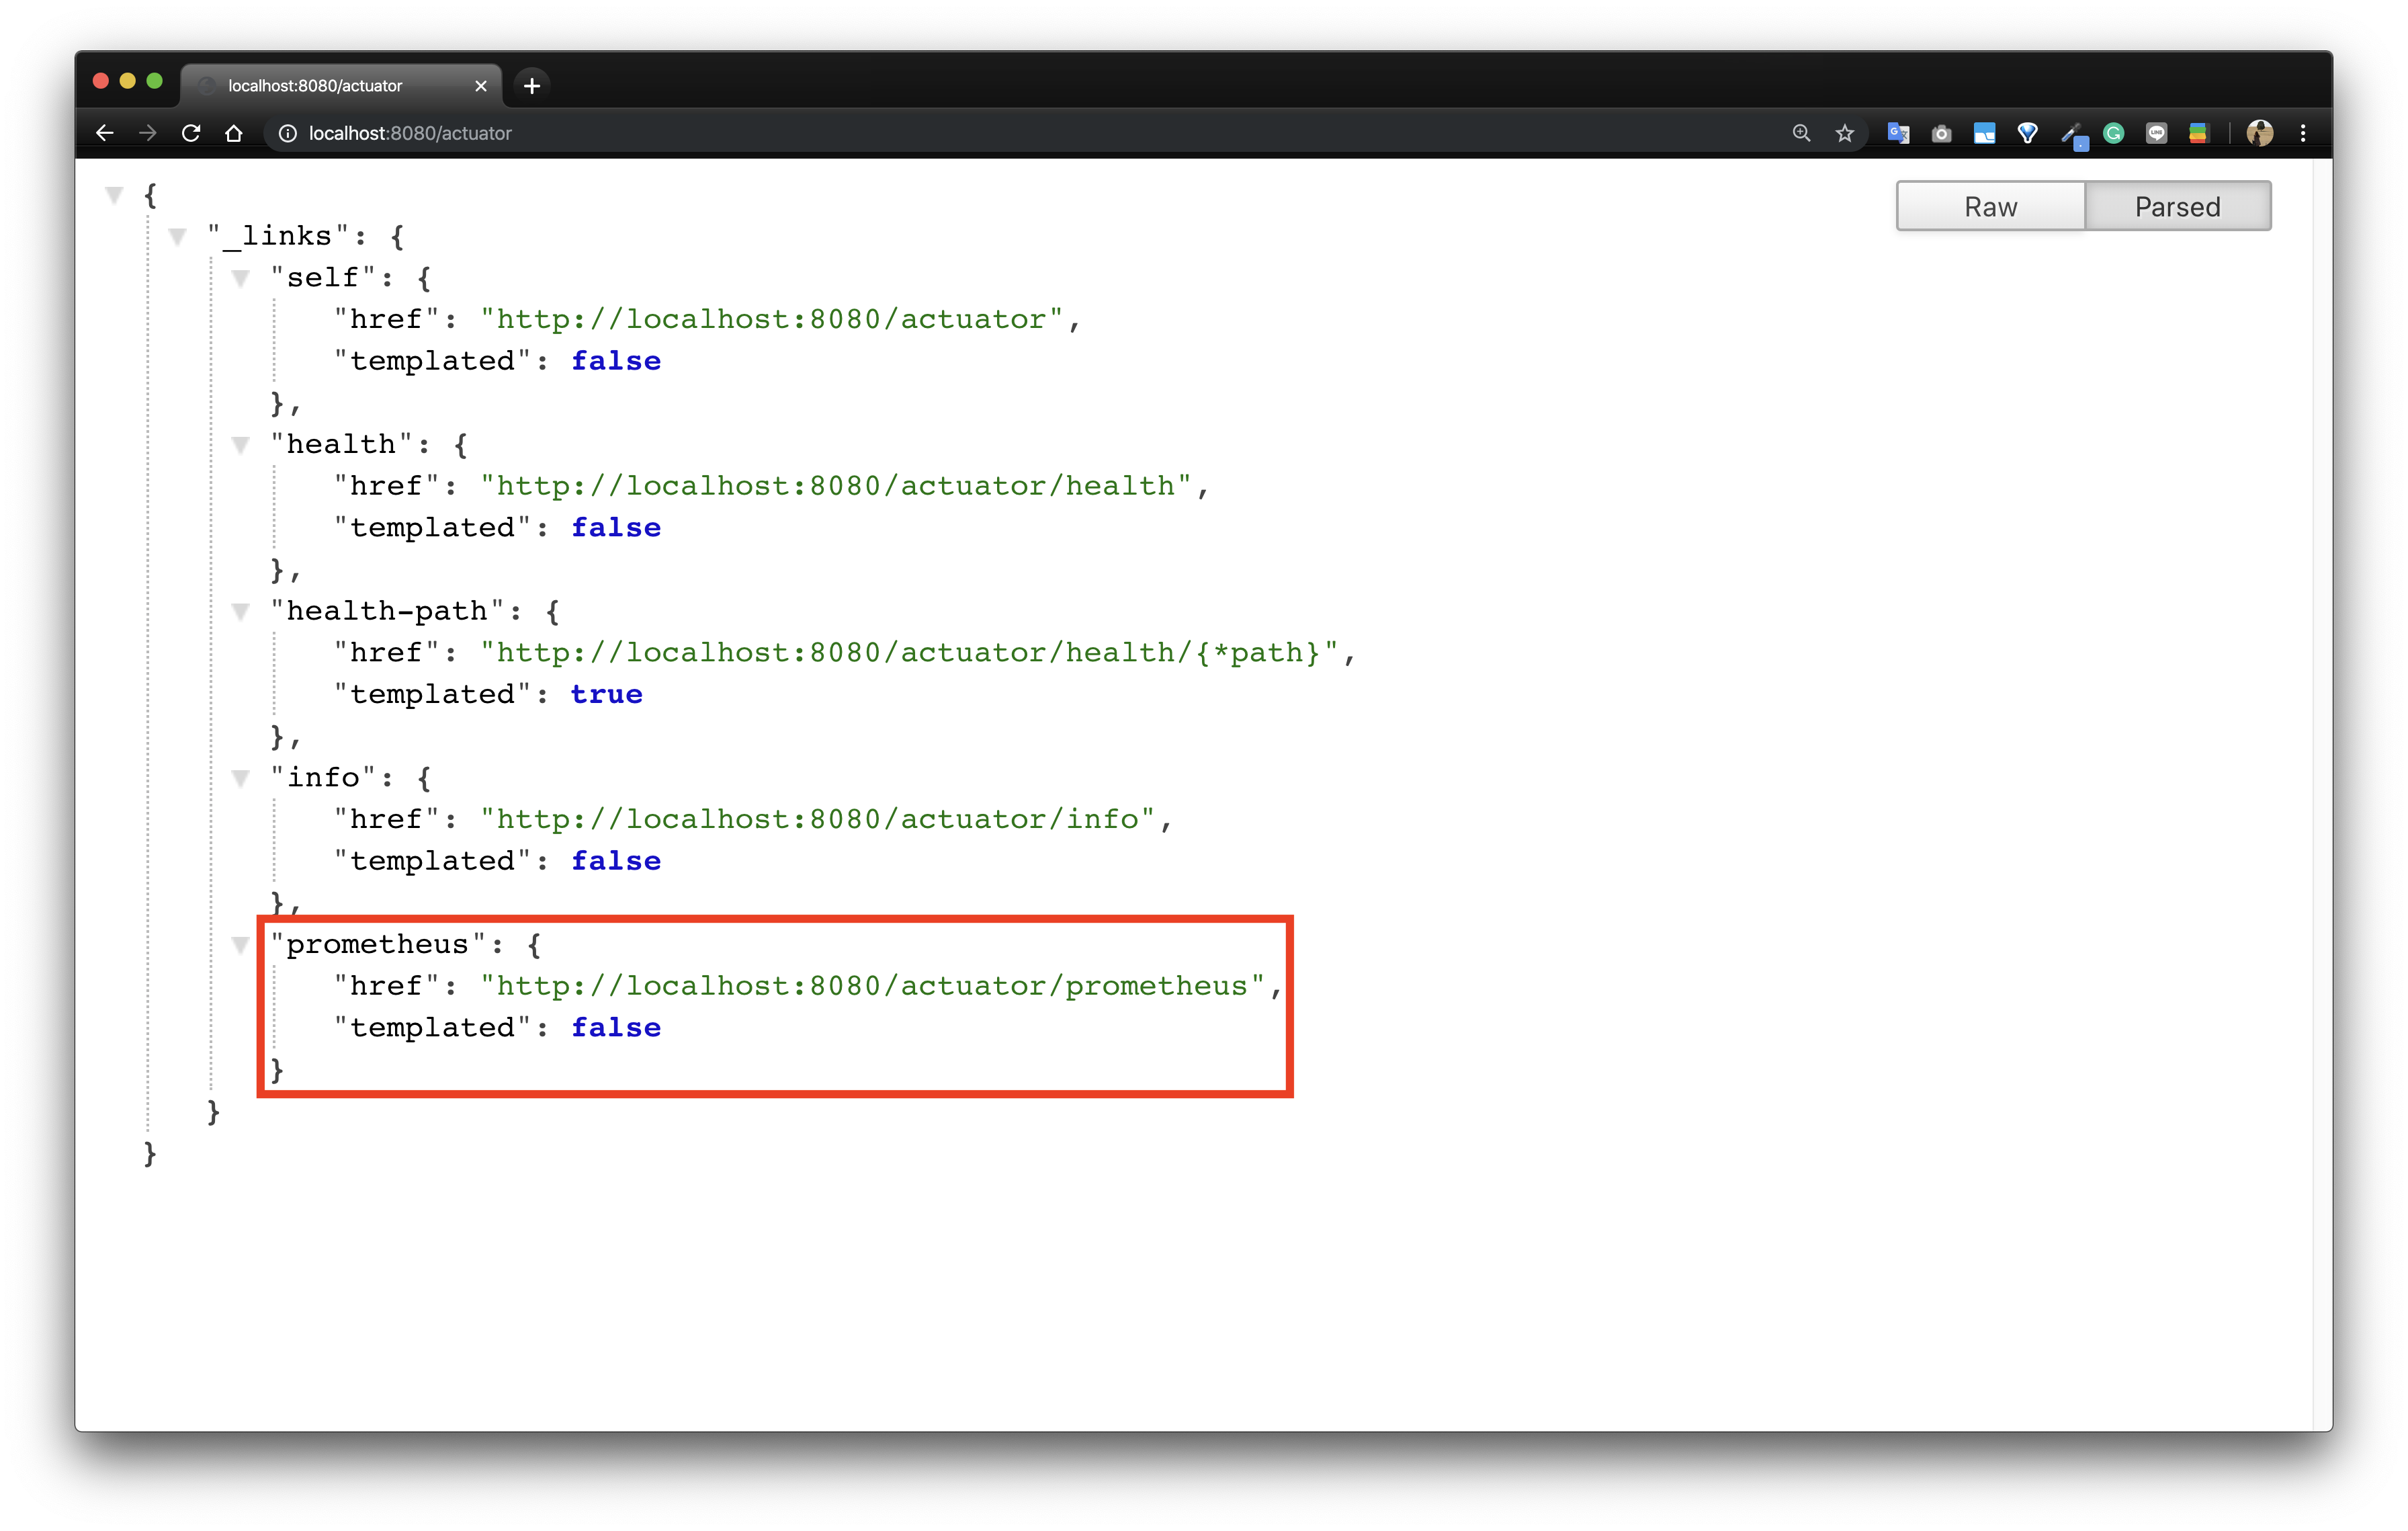 localhost:8080/actuator
localhost:8080/actuator
Raw
Parsed
{
"_links": {
"self": {
"href": "http://localhost:8080/actuator",
"templated": false
},
"health": {
"href": "http://localhost:8080/actuator/health",
"templated": false
},
"health-path": {
"href": "http://localhost:8080/actuator/health/{*path}",
"templated": true
},
"info": {
"href": "http://localhost:8080/actuator/info",
"templated": false
},
"prometheus": {
"href": "http://localhost:8080/actuator/prometheus",
"templated": false
}
}
}